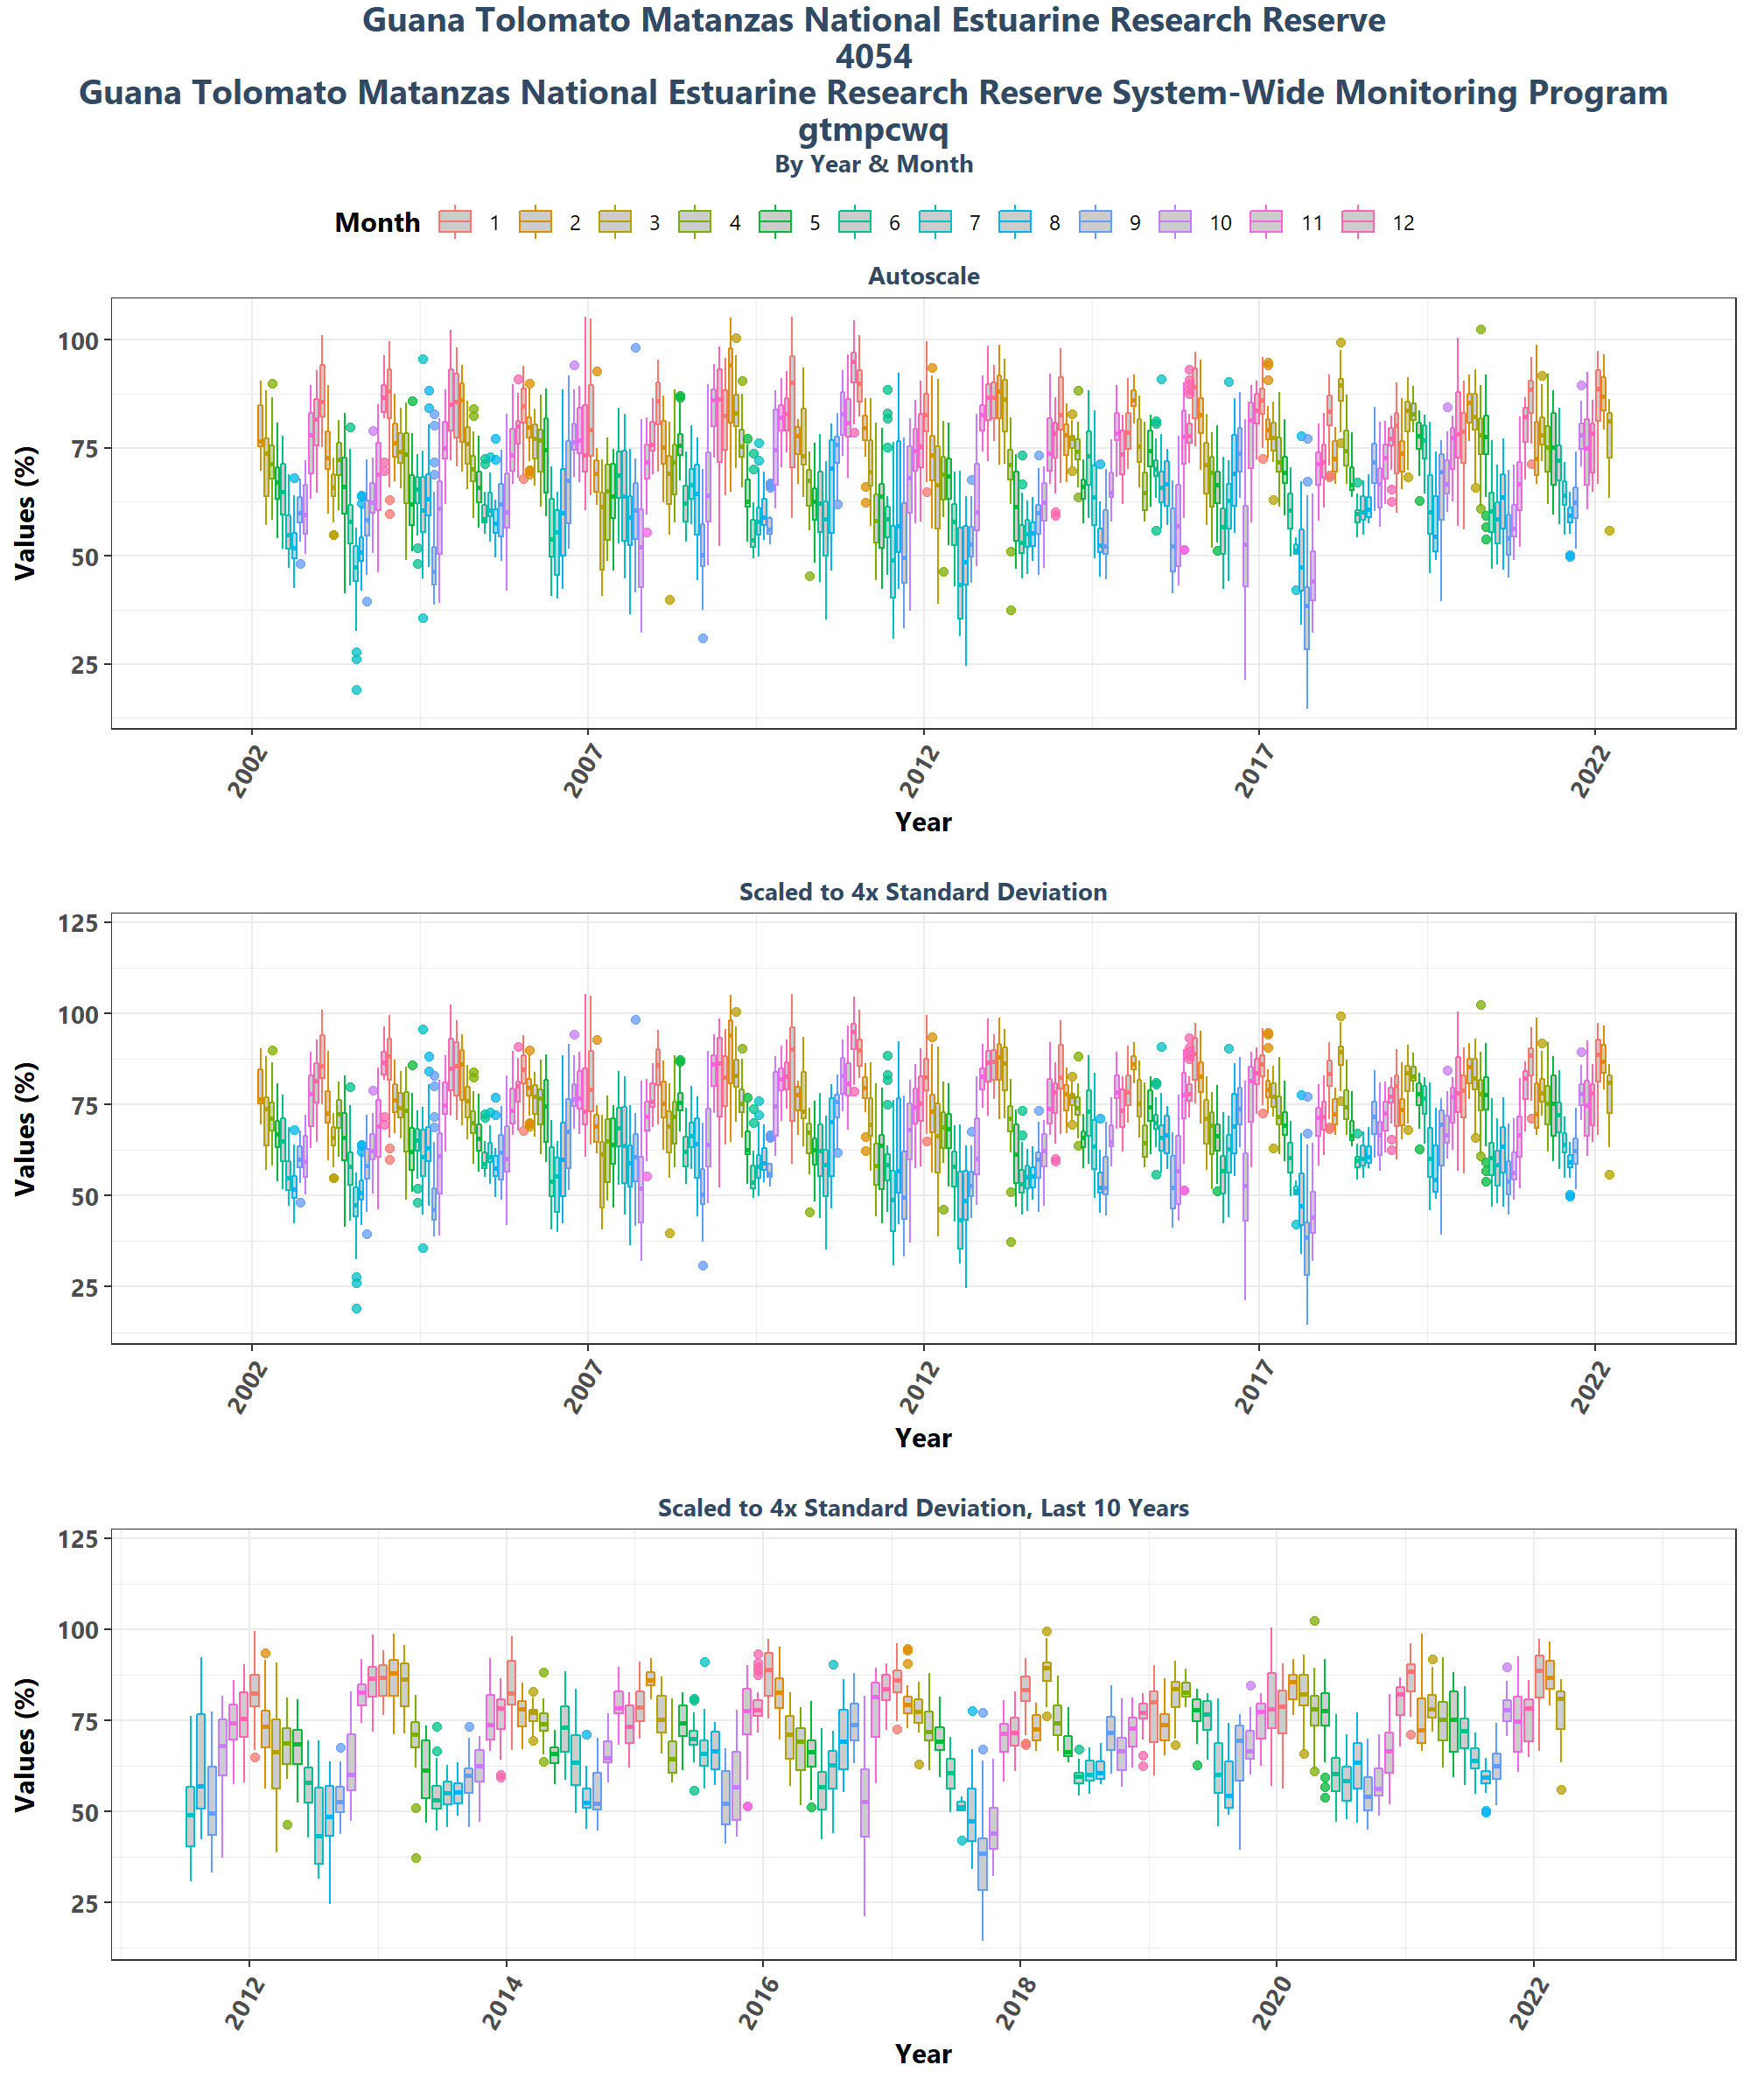 Guana Tolomato Matanzas National Estuarine Research Reserve
4054
Guana Tolomato Matanzas National Estuarine Research Reserve System-Wide Monitoring Program
gtmpcwq
By Year & Month
Month 1 2 3 4 5 6 7 8 9 10 11 12
Autoscale
Values (%)
100
75
50
25
2002 2007 2012 2017 2022
Year
Scaled to 4x Standard Deviation
Values (%)
125
100
75
50
25
2002 2007 2012 2017 2022
Year
Scaled to 4x Standard Deviation, Last 10 Years
Values (%)
125
100
75
50
25
2012 2014 2016 2018 2020 2022
Year